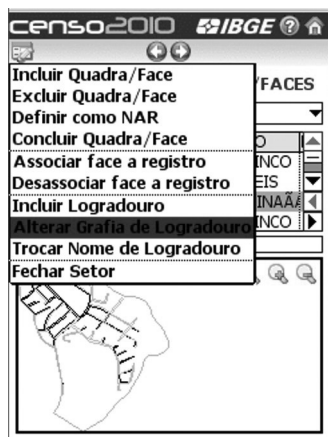 censo2010 IBGE ?
Incluir Quadra/Face
Excluir Quadra/Face
Definir como NAR
Concluir Quadra/Face
Associar face a registro
Desassociar face a registro
Incluir Logradouro
Alterar Grafia de Logradouro
Trocar Nome de Logradouro
Fechar Setor
/FACES
O
INCO
EIS
INAÃ
INCO